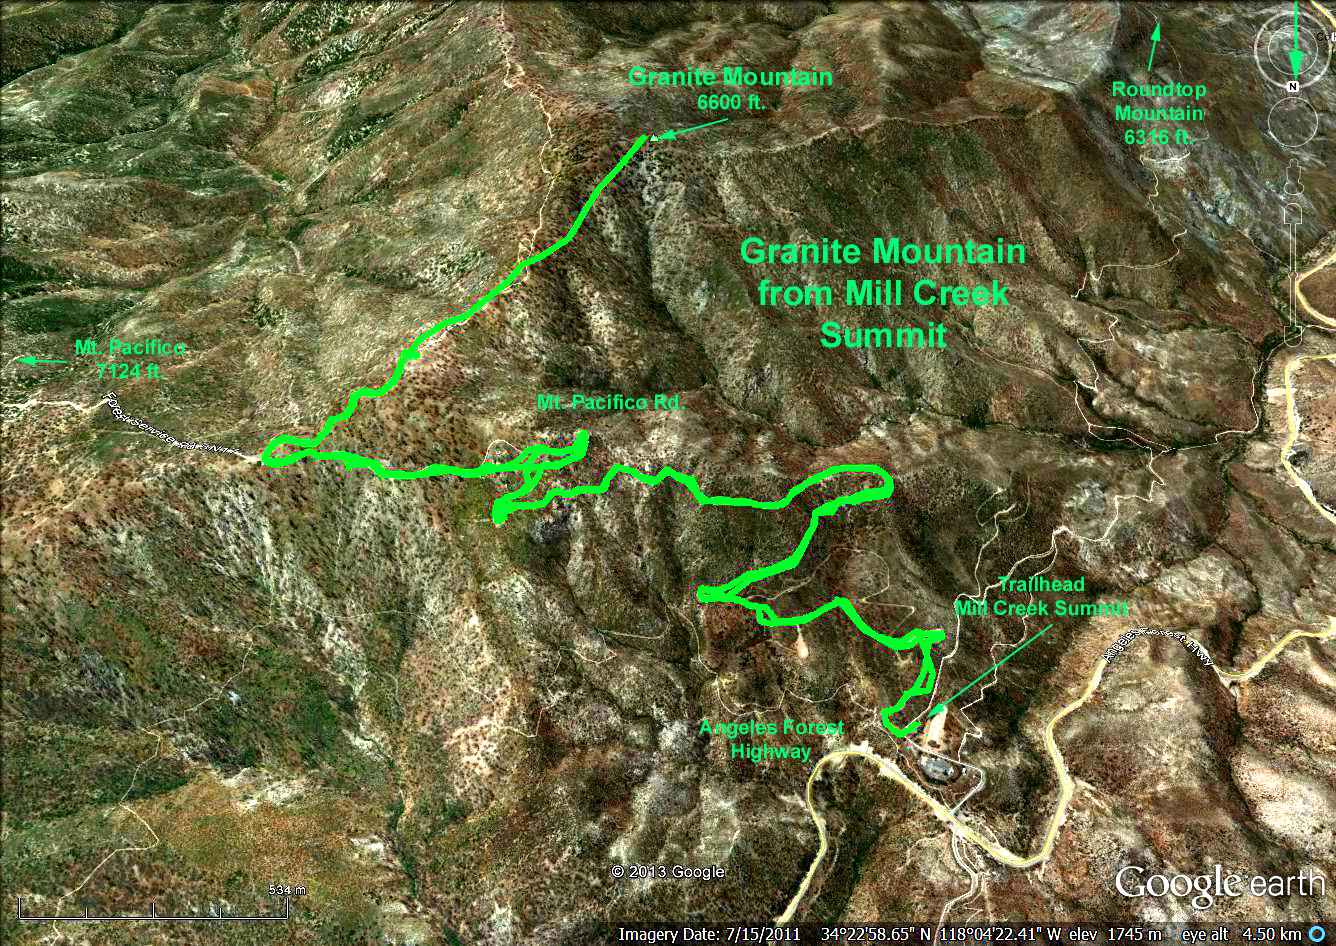 Granite Mountain
6600 ft.
Roundtop
Mountain
6316 ft.
N
Granite Mountain
from Mill Creek
Summit
Mt. Pacifico
7124 ft.
Forest Service Rd
Mt. Pacifico Rd.
Trailhead
Mill Creek Summit
Angeles Forest Hwy
Angeles Forest
Highway
© 2013 Google
534 m
Google earth
Imagery Date: 7/15/2011 34°22'58.65" N 118°04'22.41" W elev 1745 m eye alt 4.50 km